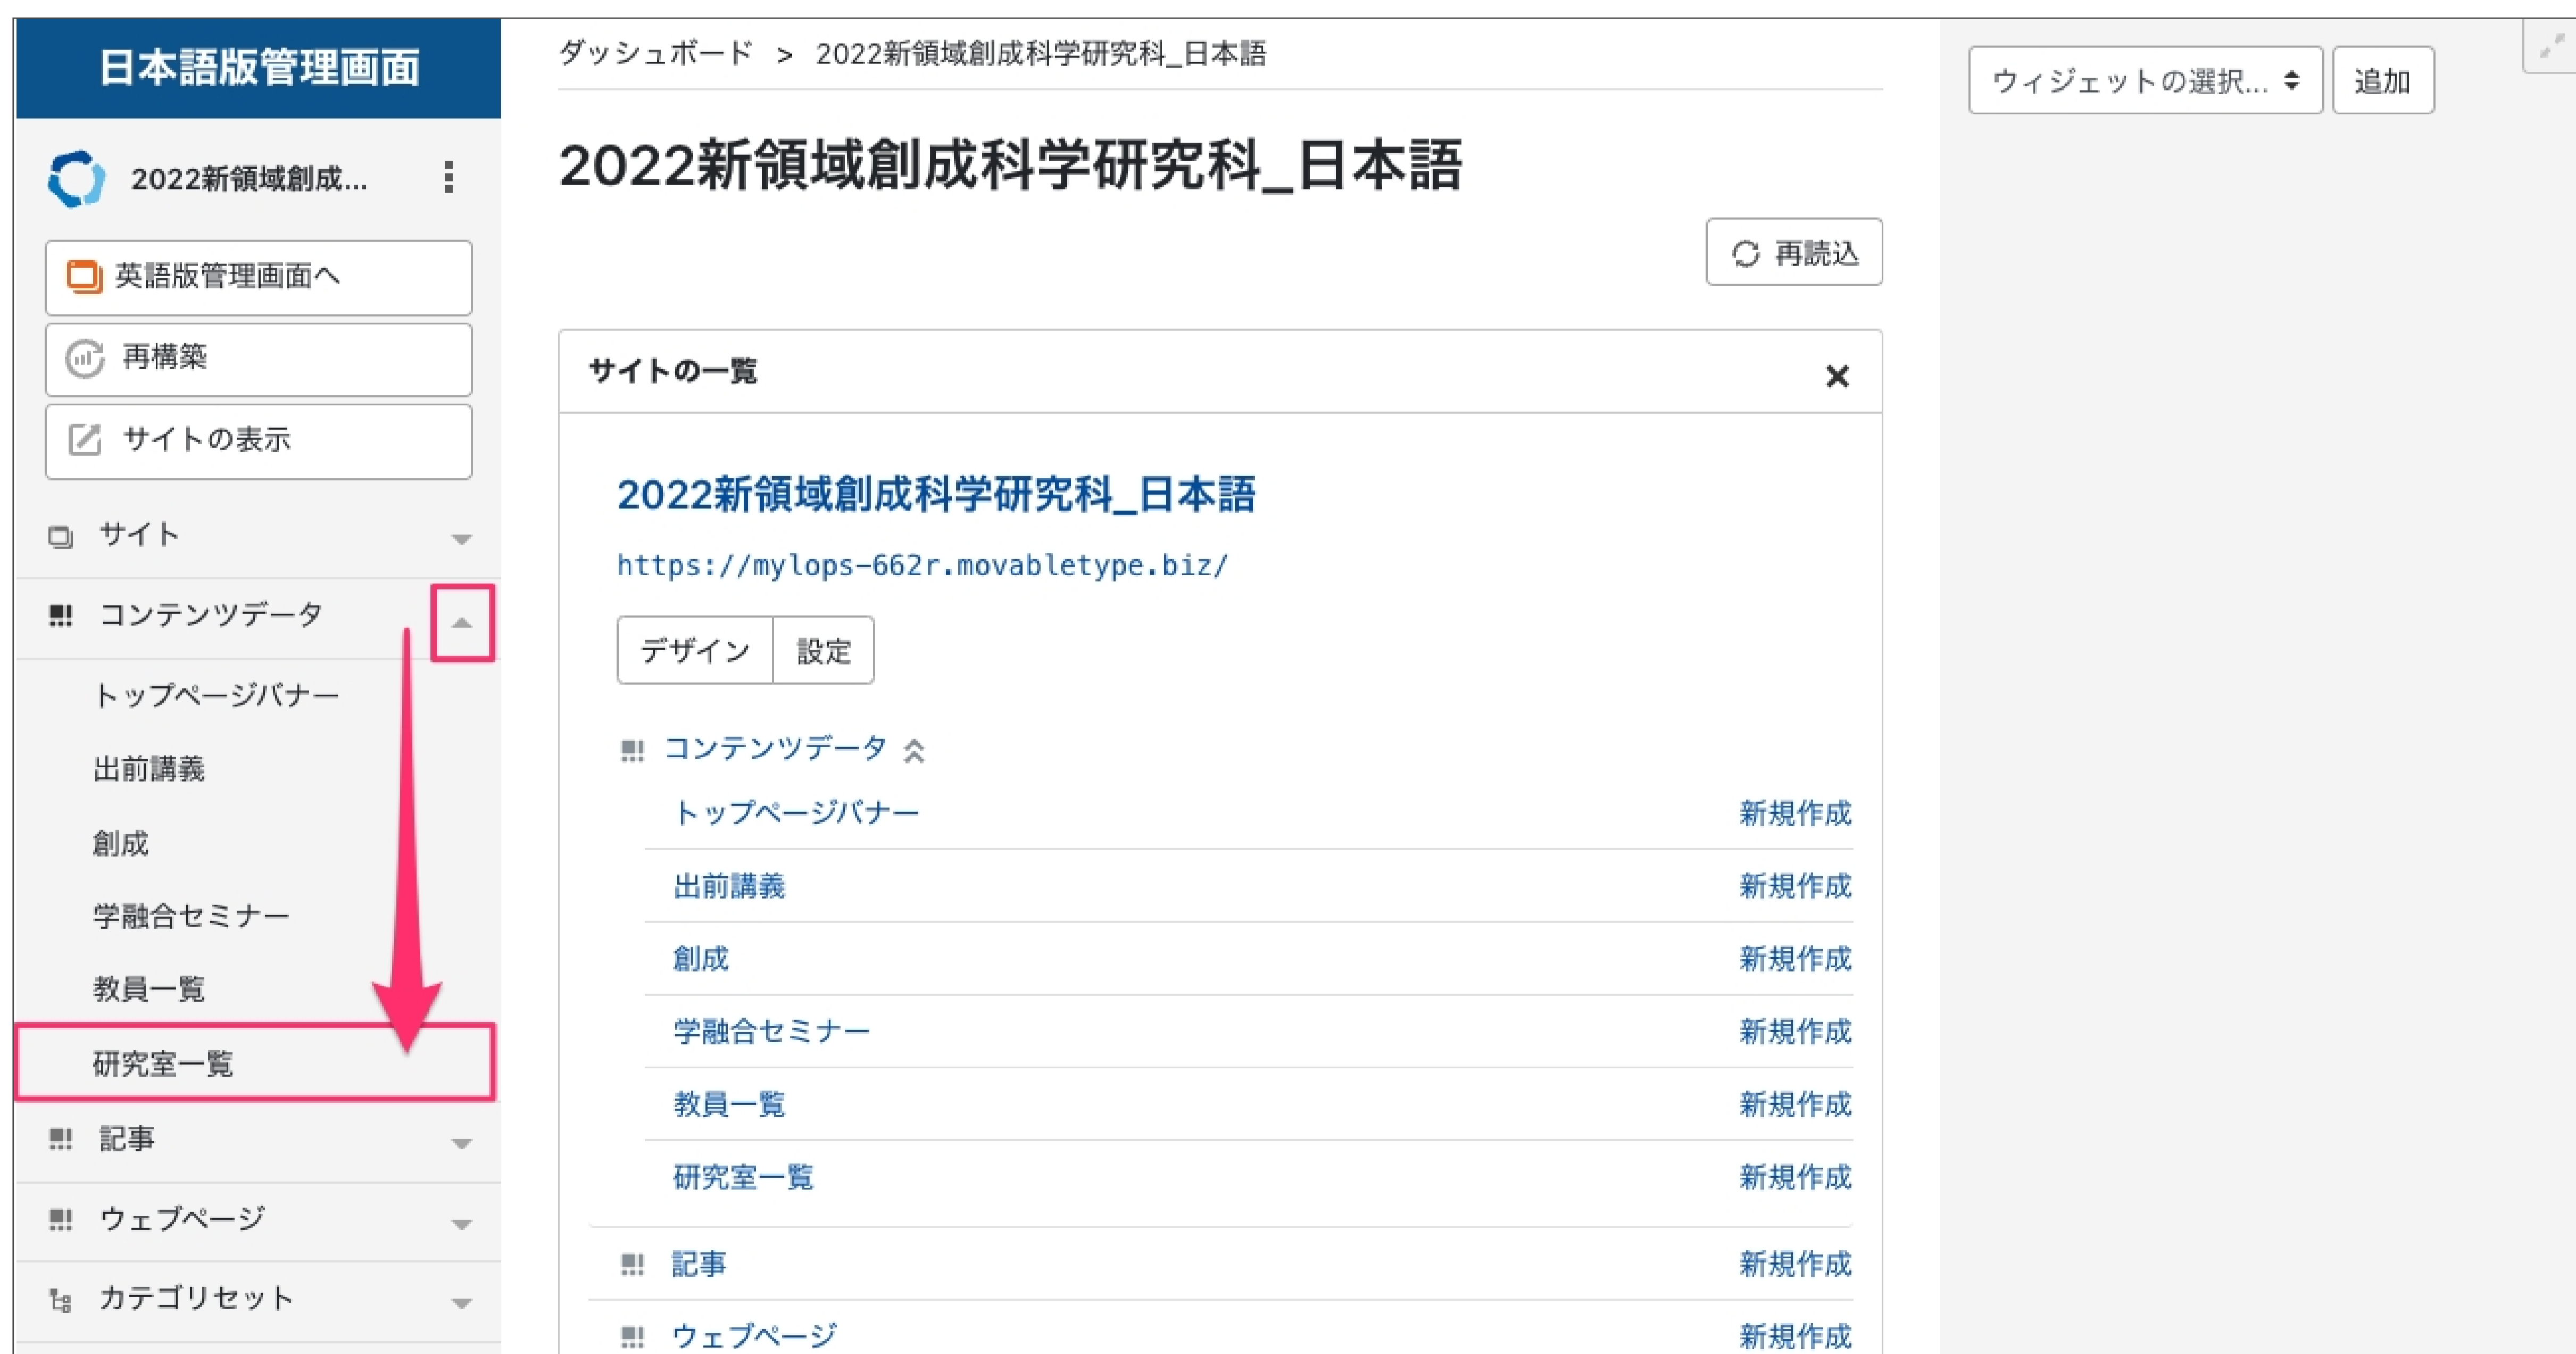 日本語版管理画面
2022新領域創成...
英語版管理画面へ
再構築
サイトの表示
サイト
コンテンツデータ
トップページバナー
出前講義
創成
学融合セミナー
教員一覧
研究室一覧
記事
ウェブページ
カテゴリセット
ダッシュボード > 2022新領域創成科学研究科_日本語
2022新領域創成科学研究科_日本語
再読込
サイトの一覧
2022新領域創成科学研究科_日本語
https://mylops-662r.movabletype.biz/
デザイン 設定
コンテンツデータ
トップページバナー 新規作成
出前講義 新規作成
創成 新規作成
学融合セミナー 新規作成
教員一覧 新規作成
研究室一覧 新規作成
記事 新規作成
ウェブページ 新規作成
ウィジェットの選択... 追加